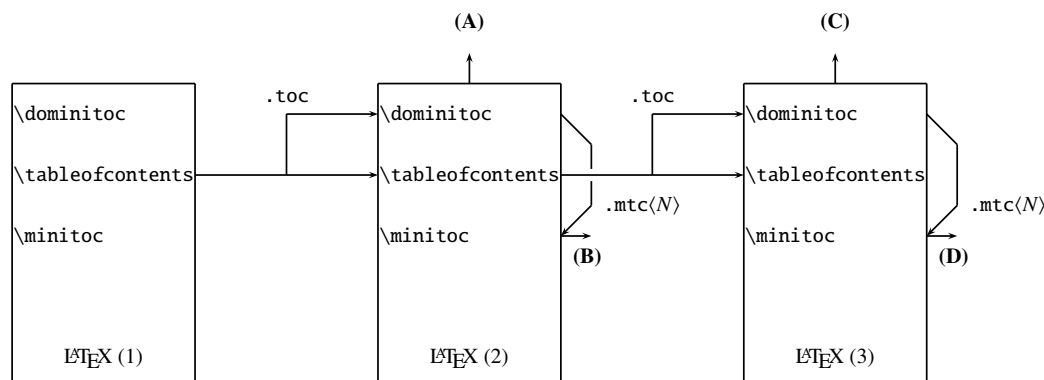 (A) (C)
.toc .toc
\dominitoc \dominitoc \dominitoc
\tableofcontents \tableofcontents \tableofcontents
.mtc⟨N⟩ .mtc⟨N⟩
\minitoc \minitoc \minitoc
(B) (D)
LATEX (1) LATEX (2) LATEX (3)